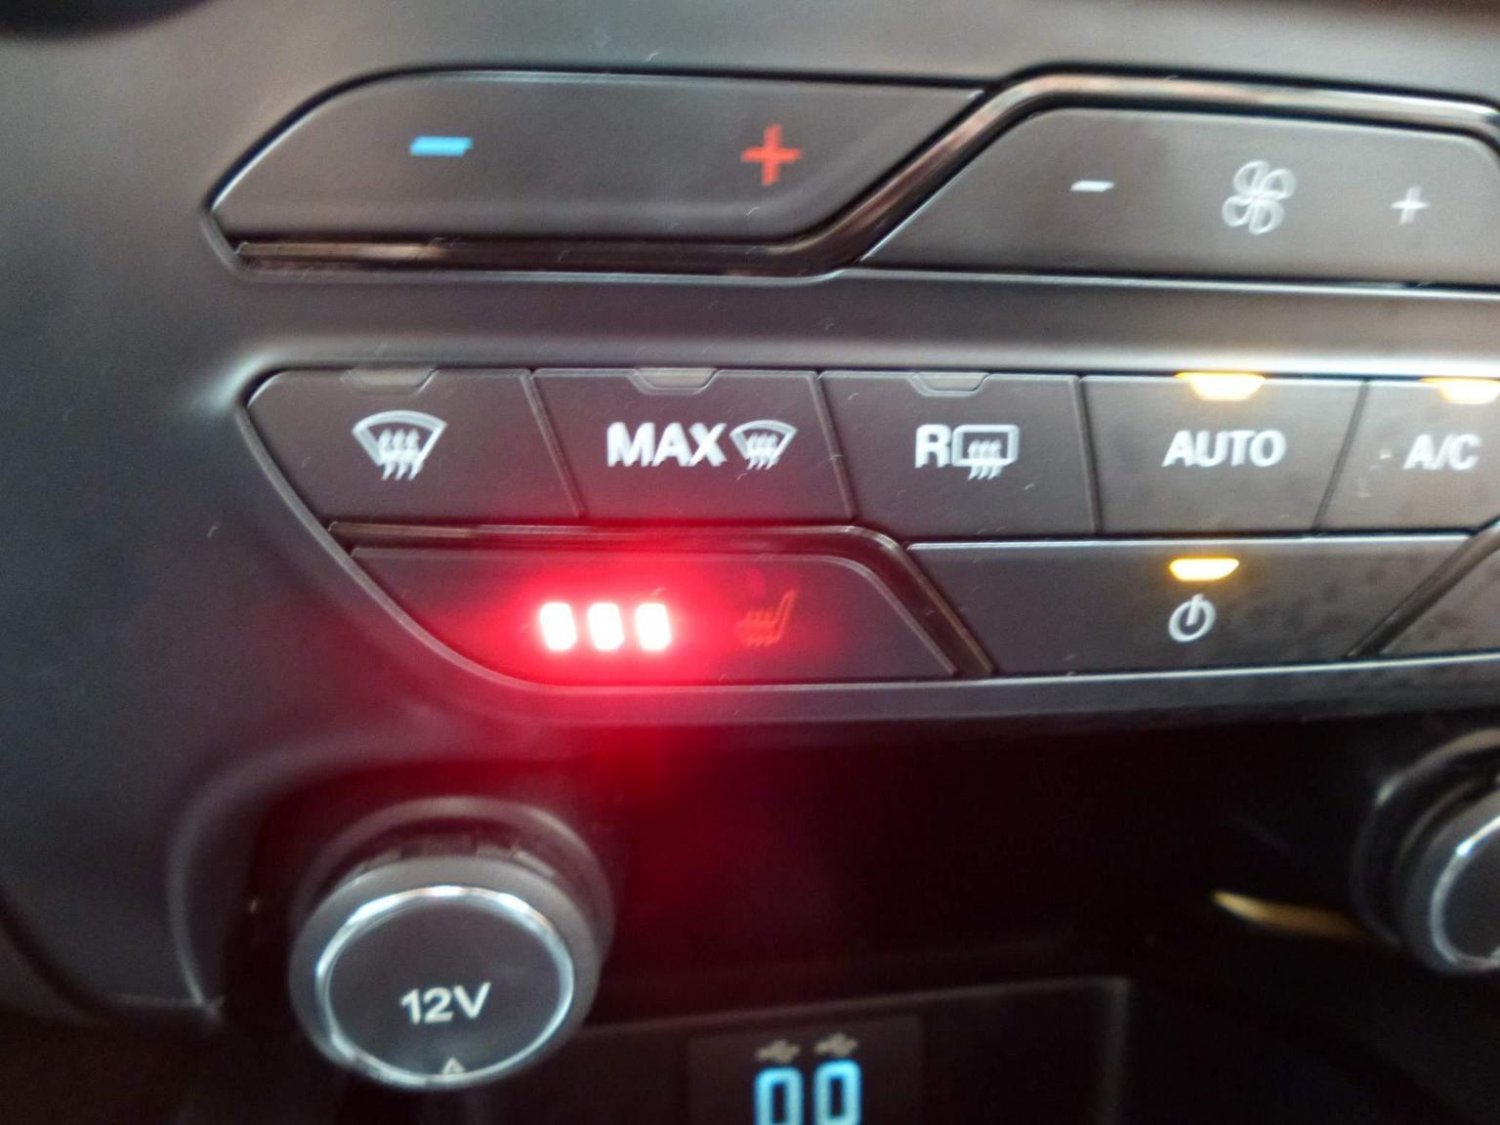 - +
- +
MAX
R
AUTO
A/C
12V